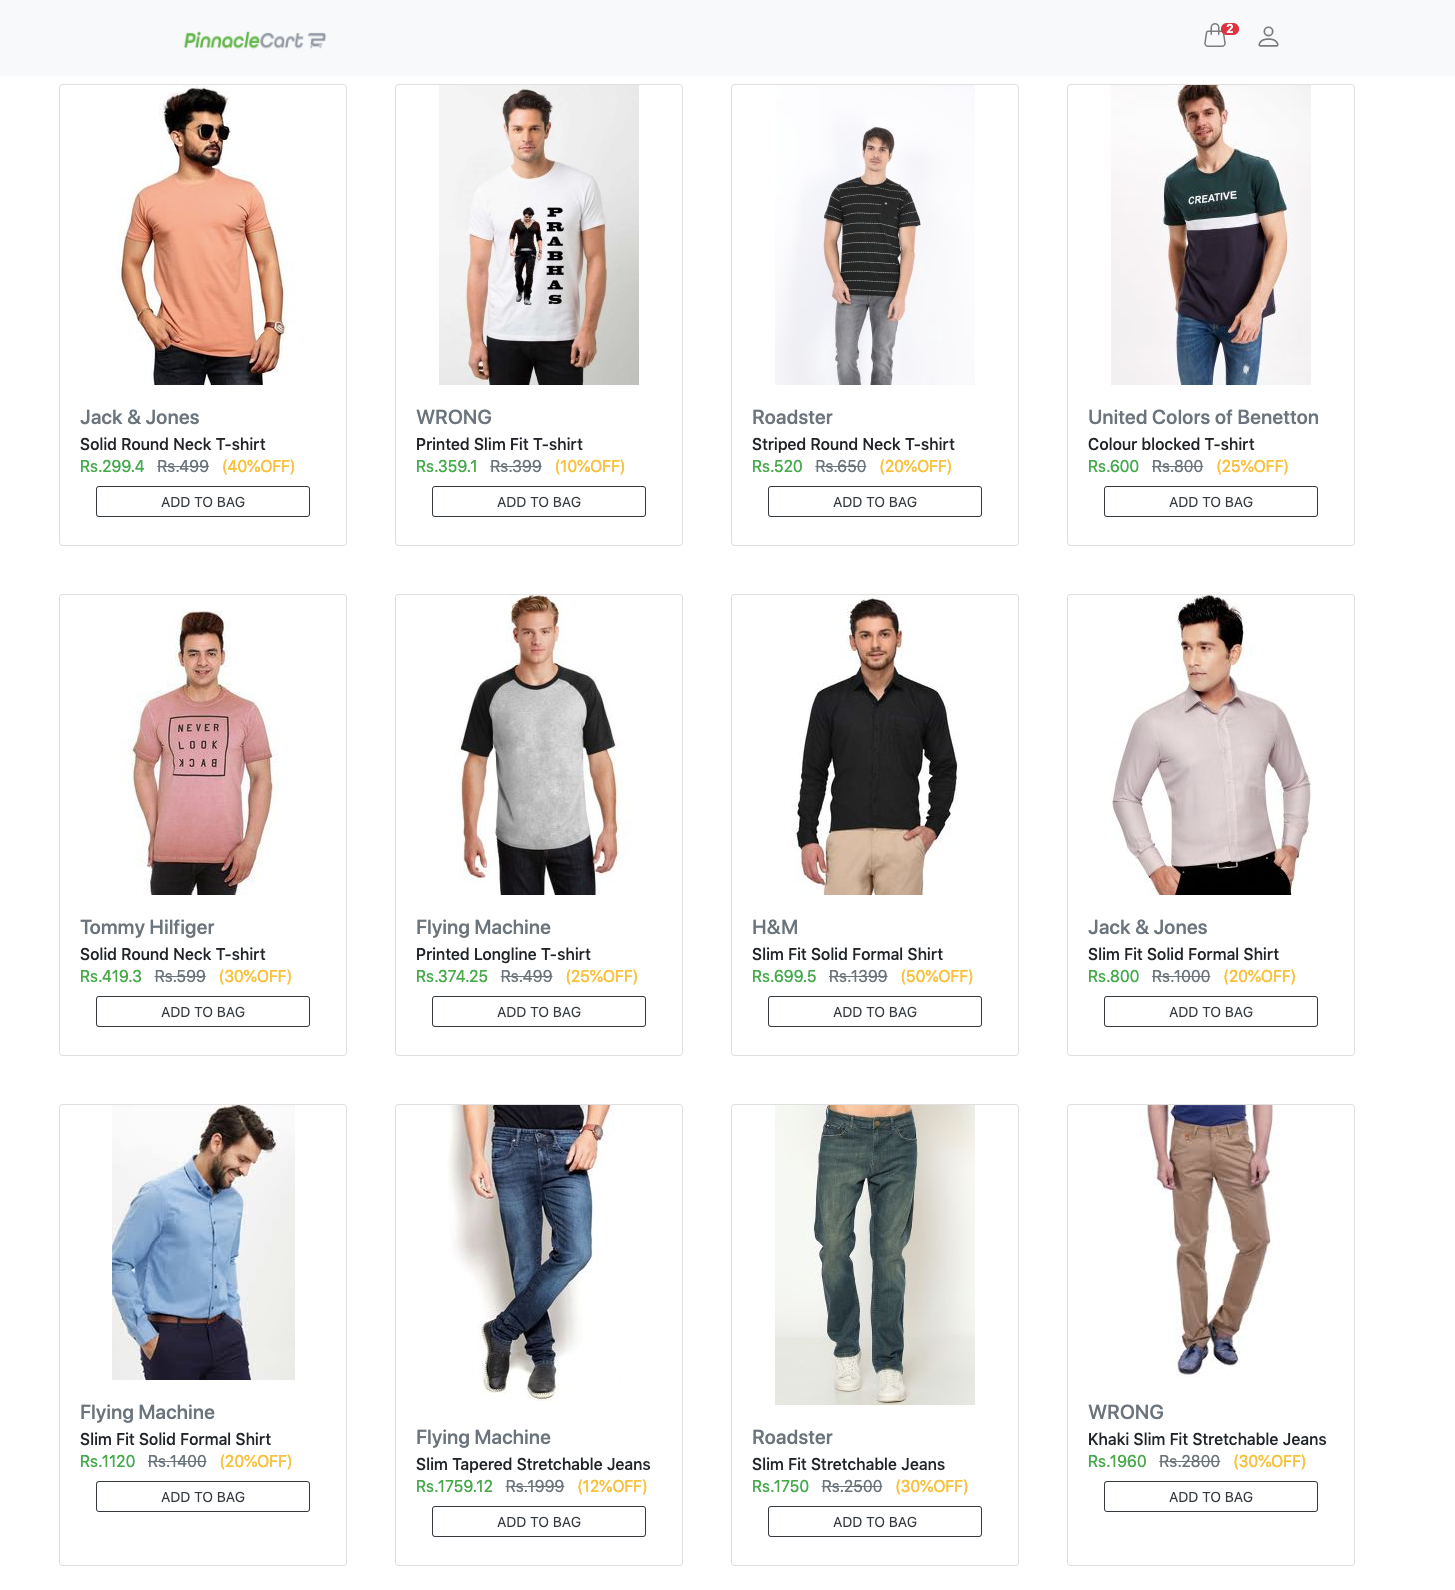 PinnacleCart
2
PRABHAS
CREATIVE
Jack & Jones
Solid Round Neck T-shirt
Rs.299.4 Rs.499 (40%OFF)
ADD TO BAG
WRONG
Printed Slim Fit T-shirt
Rs.359.1 Rs.399 (10%OFF)
ADD TO BAG
Roadster
Striped Round Neck T-shirt
Rs.520 Rs.650 (20%OFF)
ADD TO BAG
United Colors of Benetton
Colour blocked T-shirt
Rs.600 Rs.800 (25%OFF)
ADD TO BAG
NEVER
LOOK
BACK
Tommy Hilfiger
Solid Round Neck T-shirt
Rs.419.3 Rs.599 (30%OFF)
ADD TO BAG
Flying Machine
Printed Longline T-shirt
Rs.374.25 Rs.499 (25%OFF)
ADD TO BAG
H&M
Slim Fit Solid Formal Shirt
Rs.699.5 Rs.1399 (50%OFF)
ADD TO BAG
Jack & Jones
Slim Fit Solid Formal Shirt
Rs.800 Rs.1000 (20%OFF)
ADD TO BAG
Flying Machine
Slim Fit Solid Formal Shirt
Rs.1120 Rs.1400 (20%OFF)
ADD TO BAG
Flying Machine
Slim Tapered Stretchable Jeans
Rs.1759.12 Rs.1999 (12%OFF)
ADD TO BAG
Roadster
Slim Fit Stretchable Jeans
Rs.1750 Rs.2500 (30%OFF)
ADD TO BAG
WRONG
Khaki Slim Fit Stretchable Jeans
Rs.1960 Rs.2800 (30%OFF)
ADD TO BAG